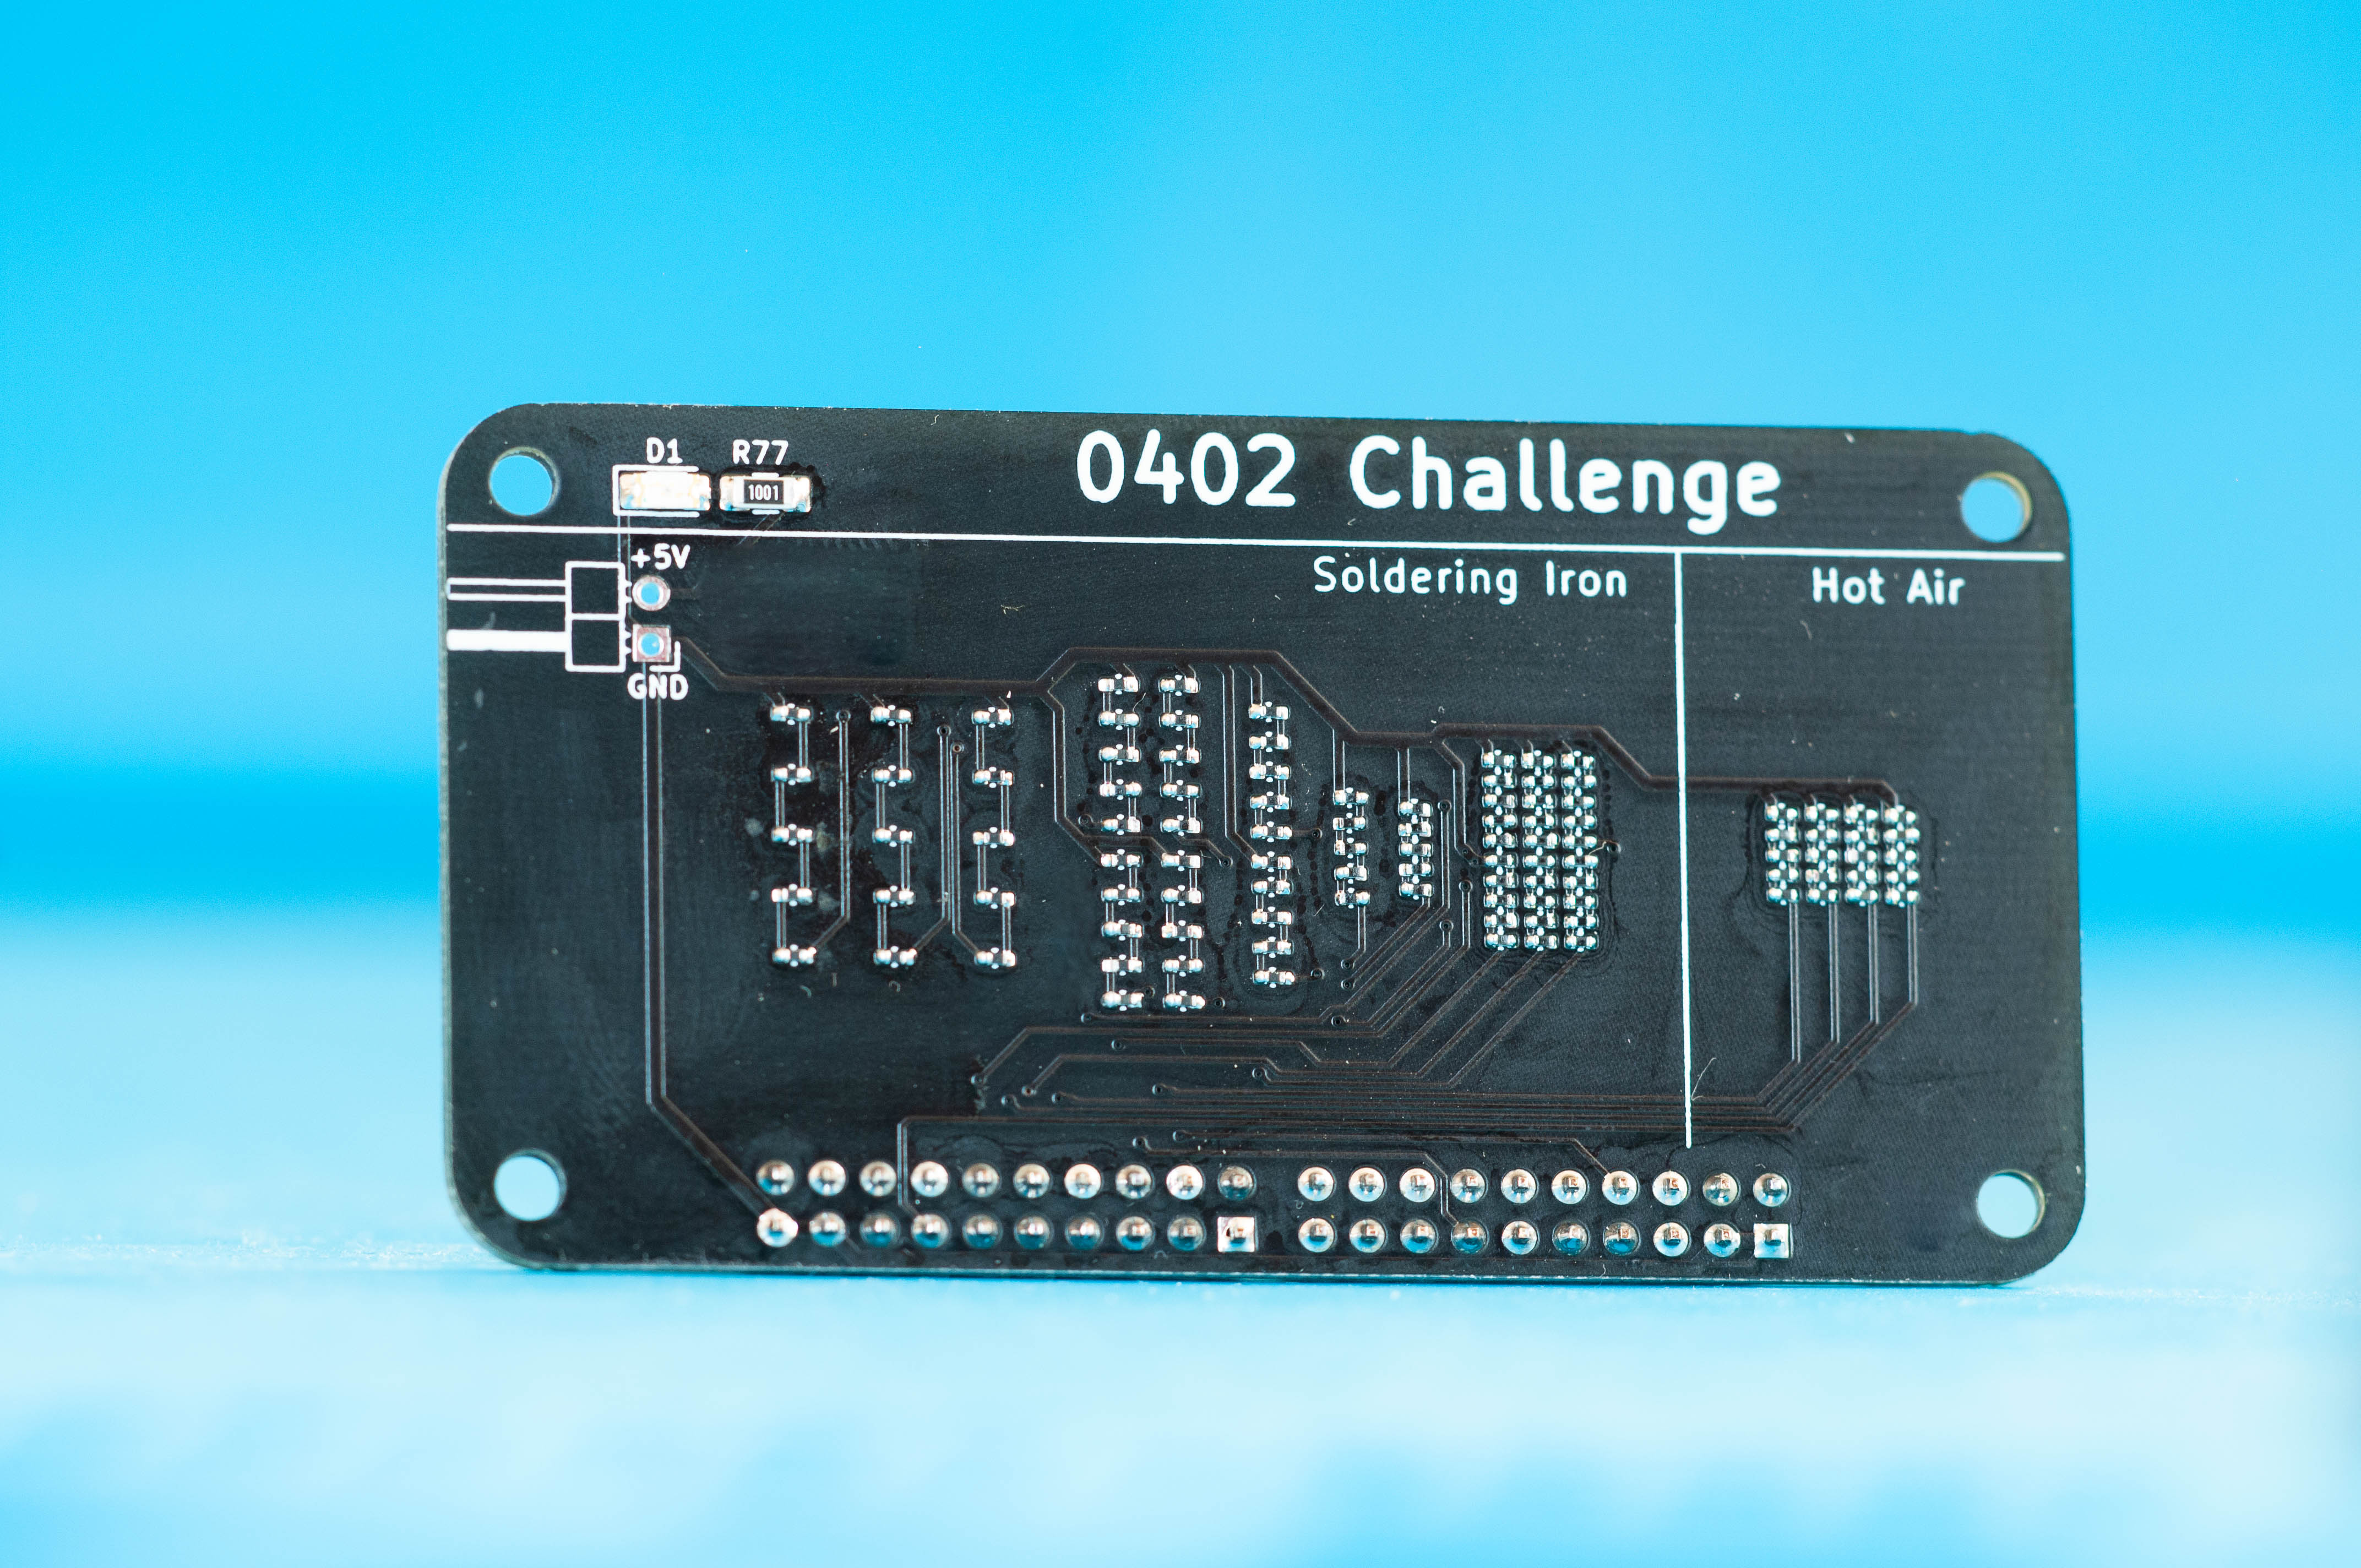 D1 R77
1001
0402 Challenge
+5V
Soldering Iron
Hot Air
GND